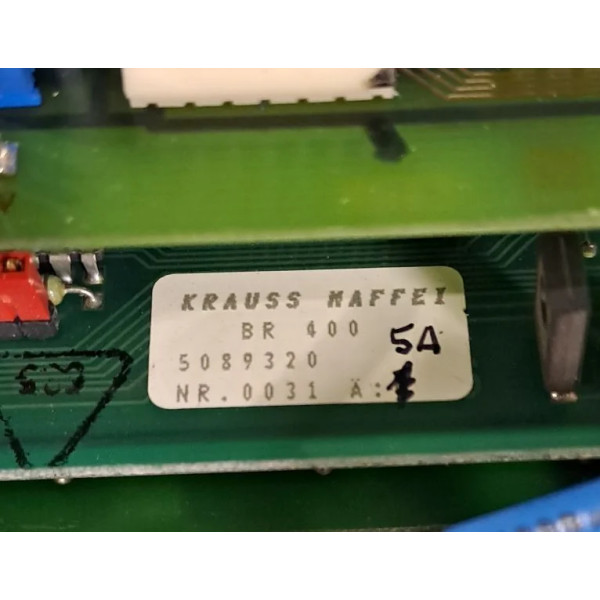 KRAUSS MAFFEI
BR 400
5A
5089320
NR.0031 Ä: